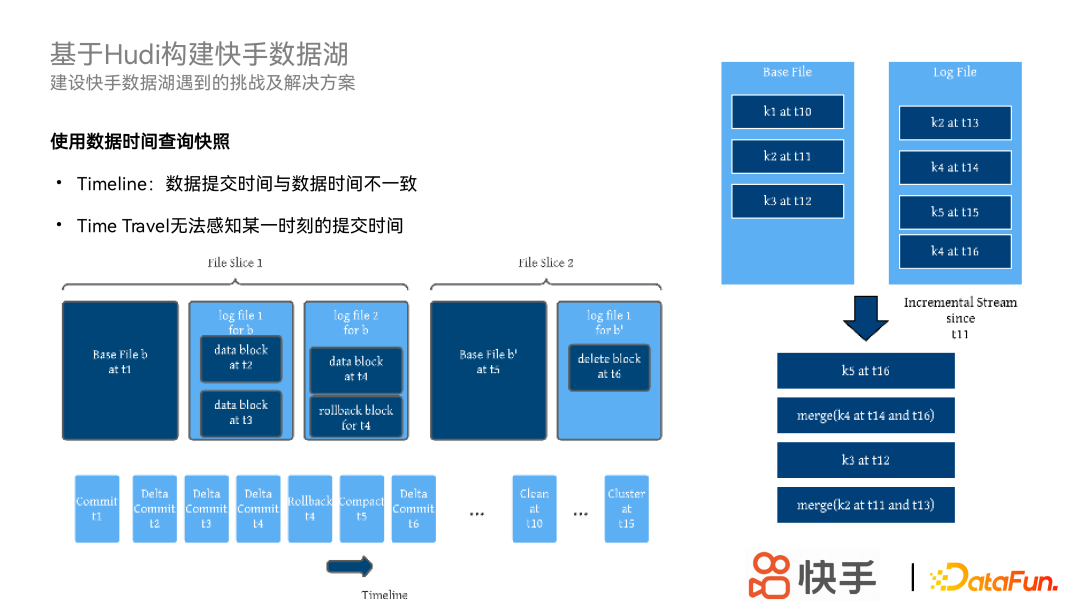 基于Hudi构建快手数据湖
建设快手数据湖遇到的挑战及解决方案
使用数据时间查询快照
• Timeline：数据提交时间与数据时间不一致
• Time Travel无法感知某一时刻的提交时间
File Slice 1
File Slice 2
Base File b
at t1
log file 1
for b
data block
at t2
data block
at t3
log file 2
for b
data block
at t4
rollback block
for t4
Base File b'
at t5
log file 1
for b'
delete block
at t6
Commit
t1
Delta
Commit
t2
Delta
Commit
t3
Delta
Commit
t4
Rollback
t4
Compact
t5
Delta
Commit
t6
...
Clean
at
t10
...
Cluster
at
t15
Timeline
Base File
k1 at t10
k2 at t11
k3 at t12
Log File
k2 at t13
k4 at t14
k5 at t15
k4 at t16
Incremental Stream
since
t11
k5 at t16
merge(k4 at t14 and t16)
k3 at t12
merge(k2 at t11 and t13)
快手
DataFun.